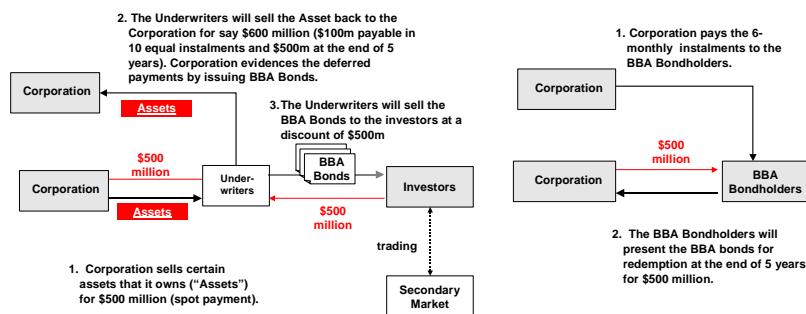 2. The Underwriters will sell the Asset back to the
Corporation for say $600 million ($100m payable in
10 equal instalments and $500m at the end of 5
years). Corporation evidences the deferred
payments by issuing BBA Bonds.
Corporation
Assets
3.The Underwriters will sell the
BBA Bonds to the investors at a
discount of $500m
$500
million
Corporation
Assets
Under-
writers
BBA
Bonds
$500
million
Investors
trading
Secondary
Market
1. Corporation sells certain
assets that it owns (“Assets”)
for $500 million (spot payment).
1. Corporation pays the 6-
monthly instalments to the
BBA Bondholders.
Corporation
$500
million
Corporation
BBA
Bondholders
2. The BBA Bondholders will
present the BBA bonds for
redemption at the end of 5 years
for $500 million.